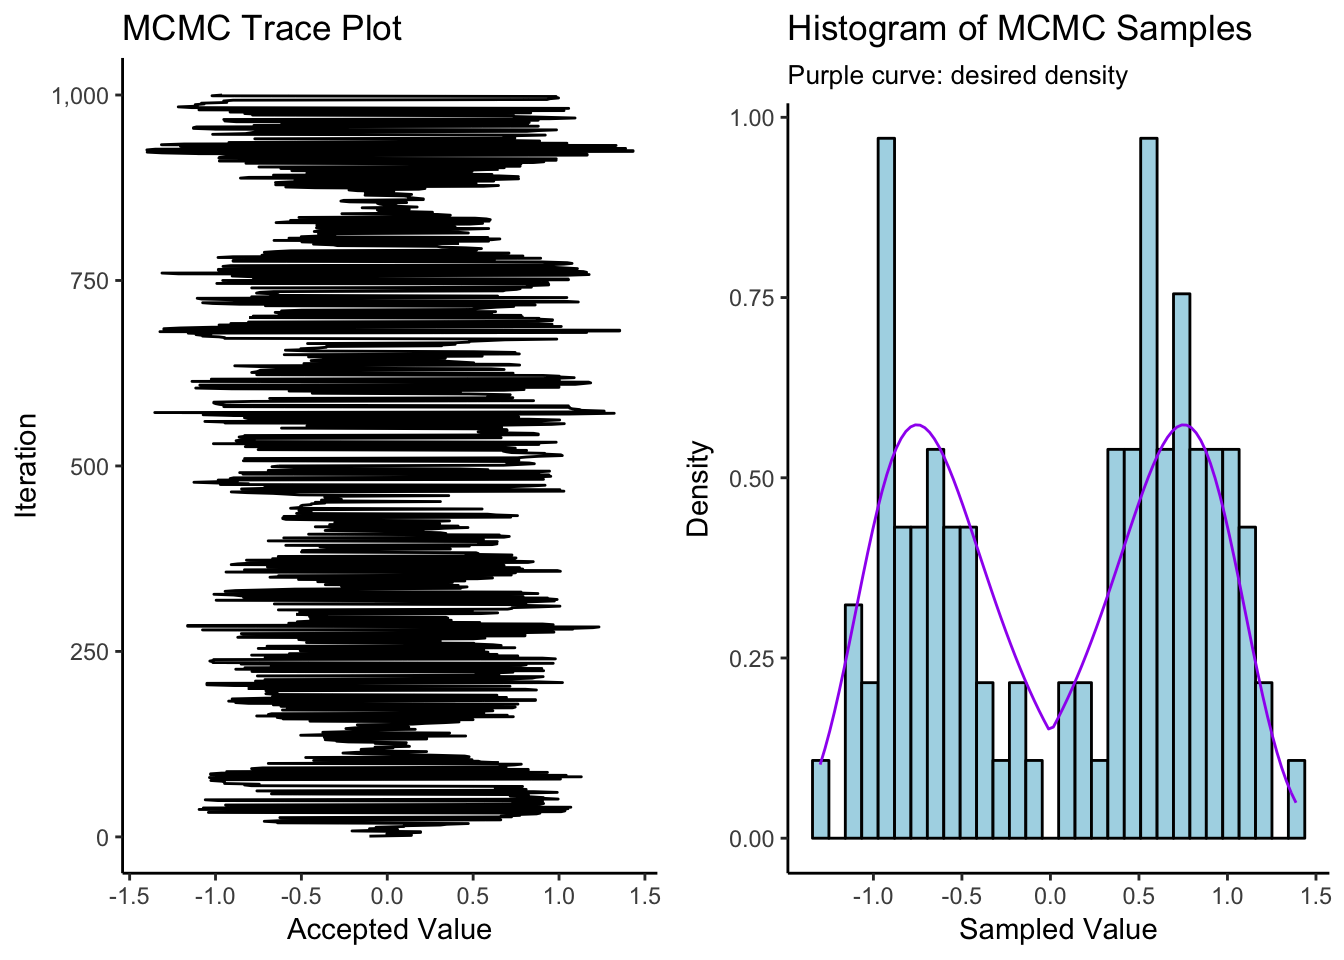 MCMC Trace Plot
1,000
750
500
250
0
Iteration
-1.5 -1.0 -0.5 0.0 0.5 1.0 1.5
Accepted Value
Histogram of MCMC Samples
Purple curve: desired density
1.00
0.75
0.50
0.25
0.00
Density
-1.0 -0.5 0.0 0.5 1.0 1.5
Sampled Value